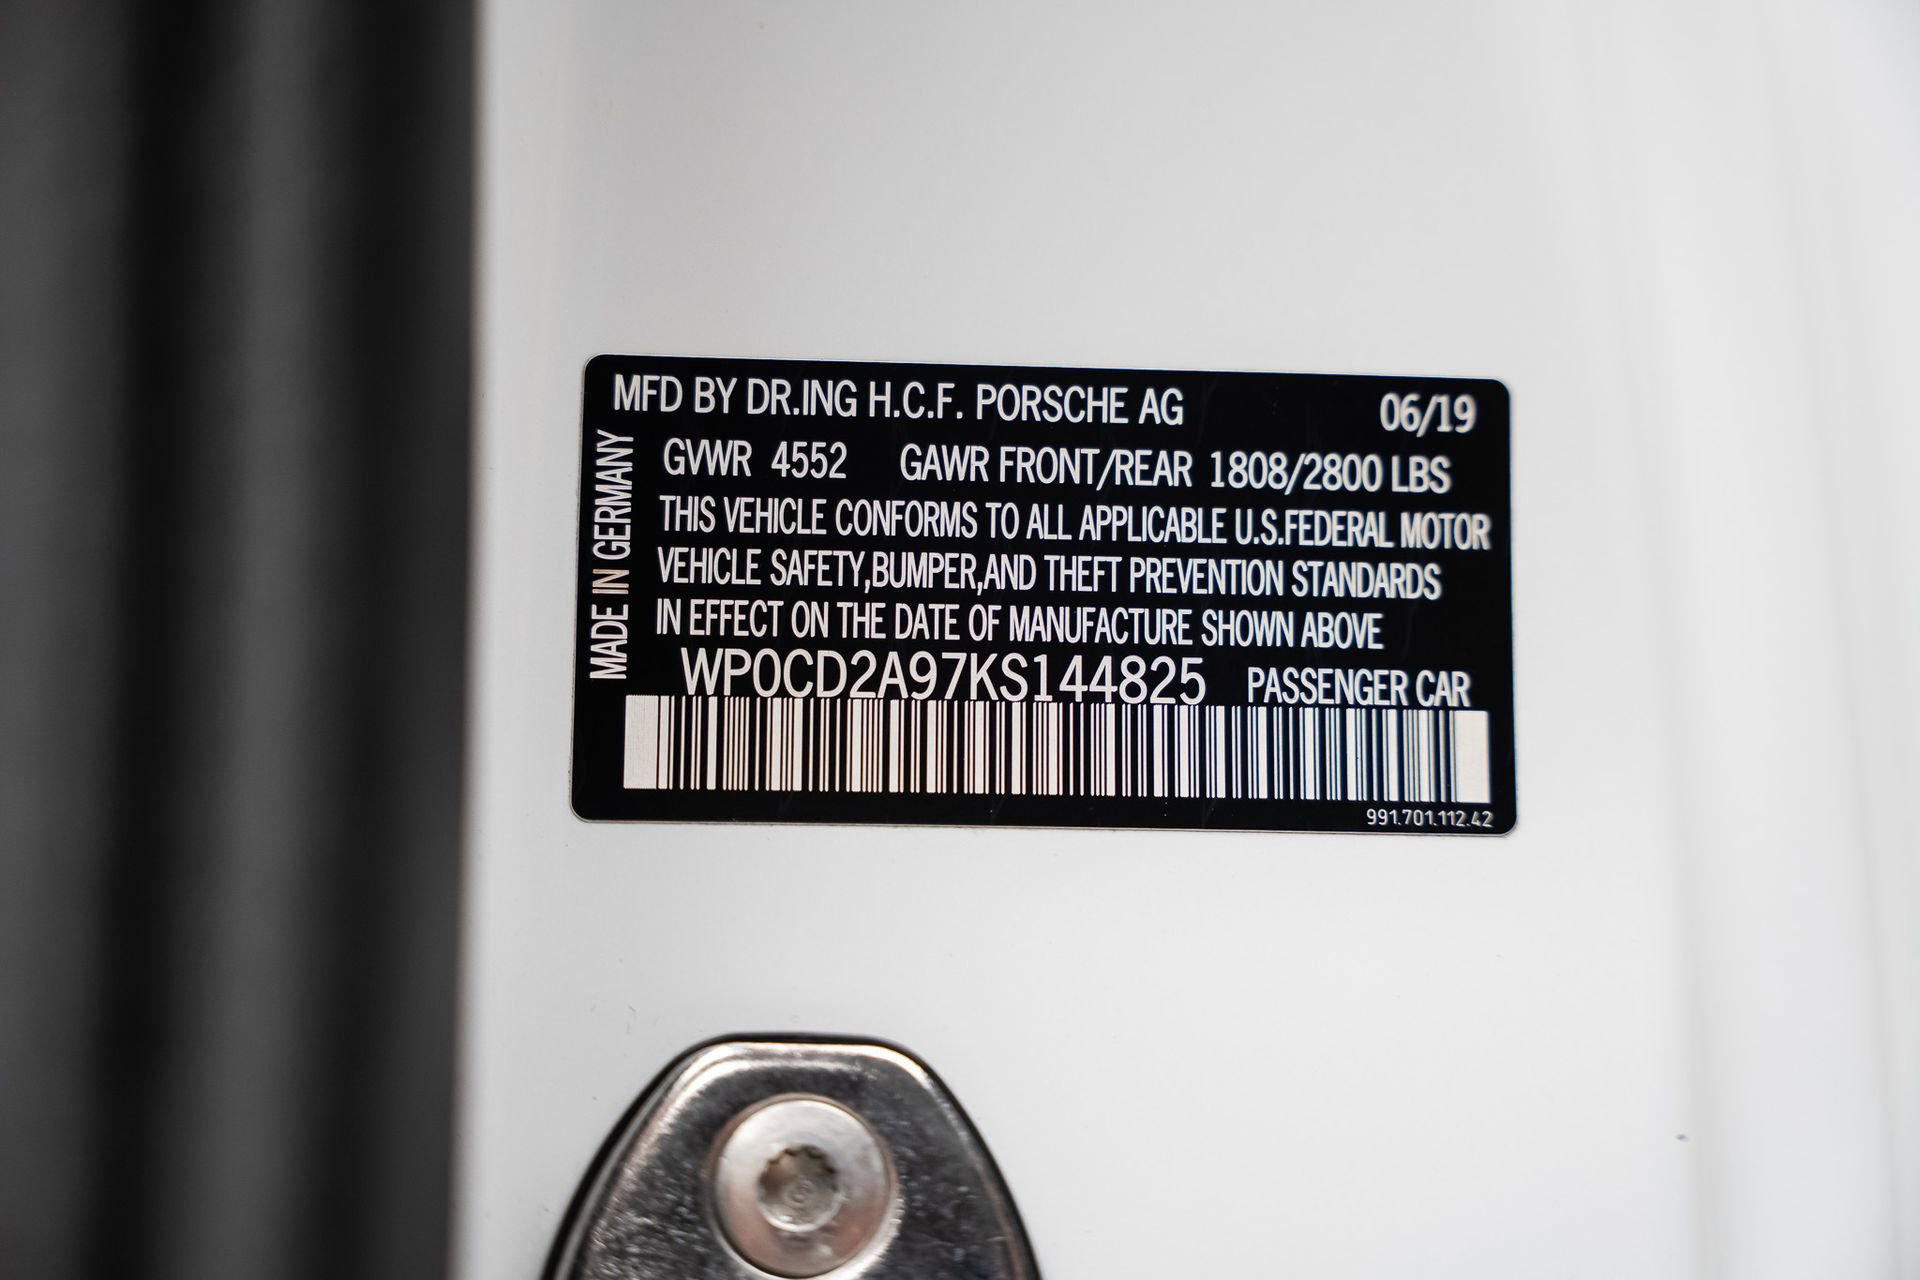 MFD BY DR.ING H.C.F. PORSCHE AG 06/19
GVWR 4552 GAWR FRONT/REAR 1808/2800 LBS
THIS VEHICLE CONFORMS TO ALL APPLICABLE U.S.FEDERAL MOTOR
VEHICLE SAFETY,BUMPER,AND THEFT PREVENTION STANDARDS
IN EFFECT ON THE DATE OF MANUFACTURE SHOWN ABOVE
WP0CD2A97KS144825 PASSENGER CAR
991.701.112.42
MADE IN GERMANY